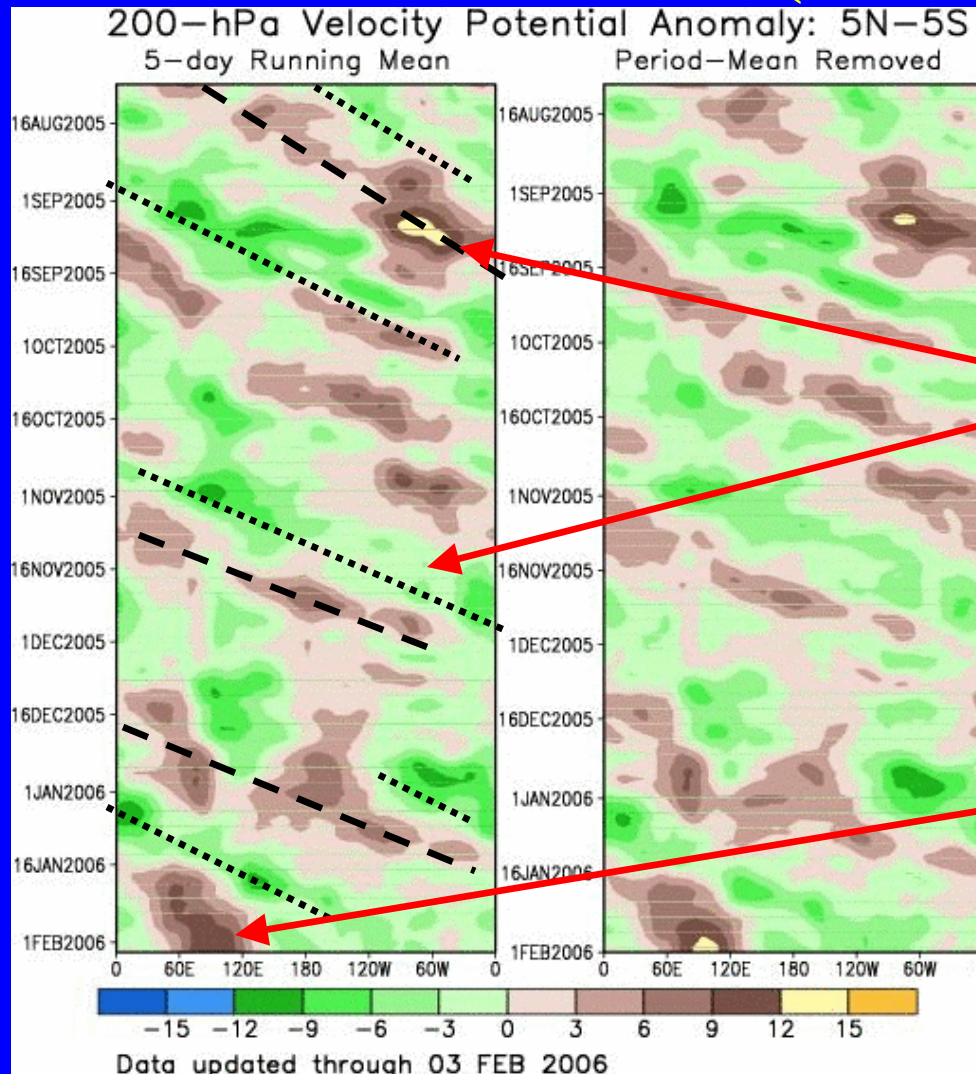 200-hPa Velocity Potential Anomaly: 5N-5S
5-day Running Mean
Period-Mean Removed
16AUG2005
1SEP2005
16SEP2005
1OCT2005
16OCT2005
1NOV2005
16NOV2005
1DEC2005
16DEC2005
1JAN2006
16JAN2006
1FEB2006
0 60E 120E 180 120W 60W 0
16AUG2005
1SEP2005
16SEP2005
1OCT2005
16OCT2005
1NOV2005
16NOV2005
1DEC2005
16DEC2005
1JAN2006
16JAN2006
1FEB2006
0 60E 120E 180 120W 60W
-15 -12 -9 -6 -3 0 3 6 9 12 15
Data updated through 03 FEB 2006